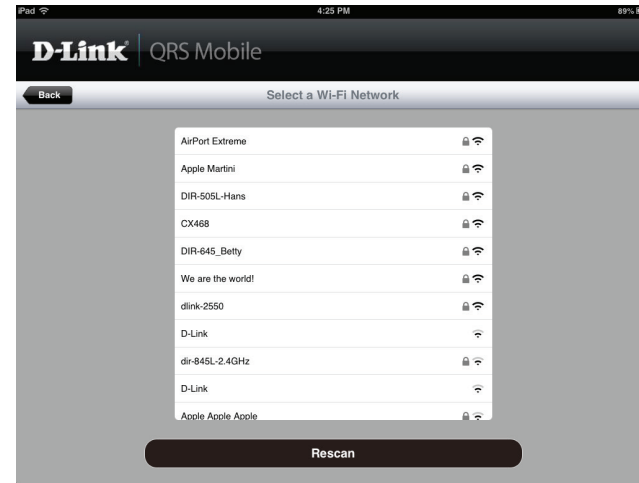 iPad 4:25 PM 89%
D-Link QRS Mobile
Back Select a Wi-Fi Network
AirPort Extreme
Apple Martini
DIR-505L-Hans
CX468
DIR-645_Betty
We are the world!
dlink-2550
D-Link
dir-845L-2.4GHz
D-Link
Apple Apple Apple
Rescan